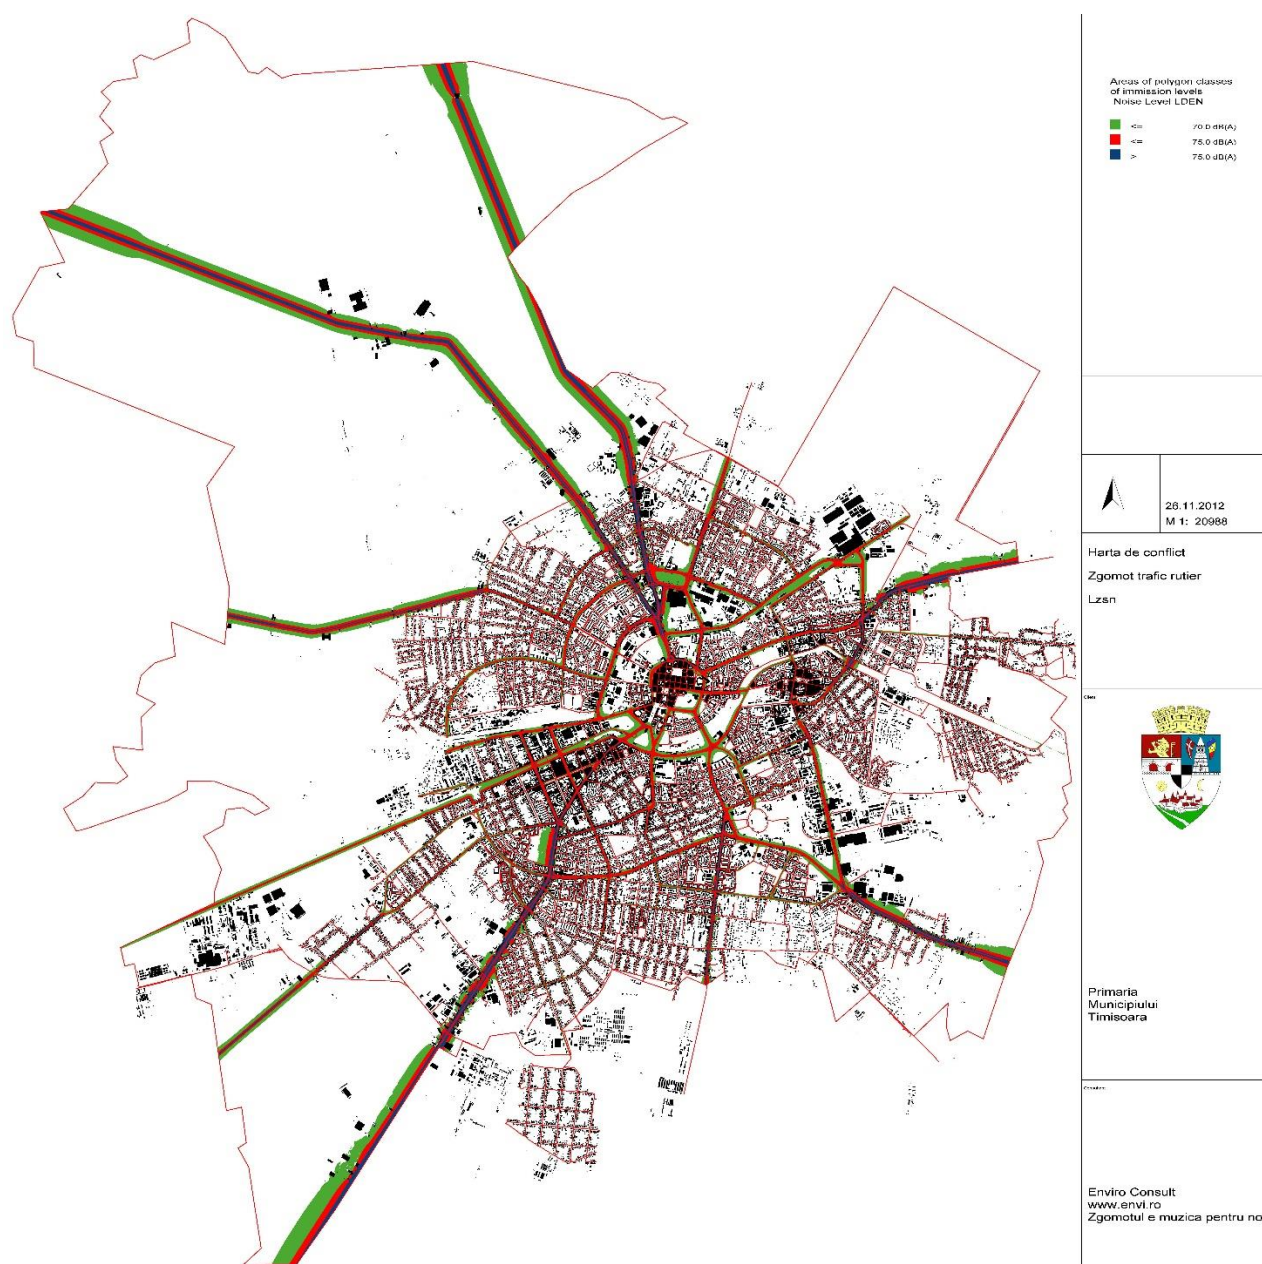 Areas of polygon classes
of immission levels
Noise Level LDEN
<= 70.0 dB(A)
<= 75.0 dB(A)
> 75.0 dB(A)
26.11.2012
M 1: 20988
Harta de conflict
Zgomot trafic rutier
Lzsn
Primaria
Municipiului
Timisoara
Enviro Consult
www.envi.ro
Zgomotul e muzica pentru no